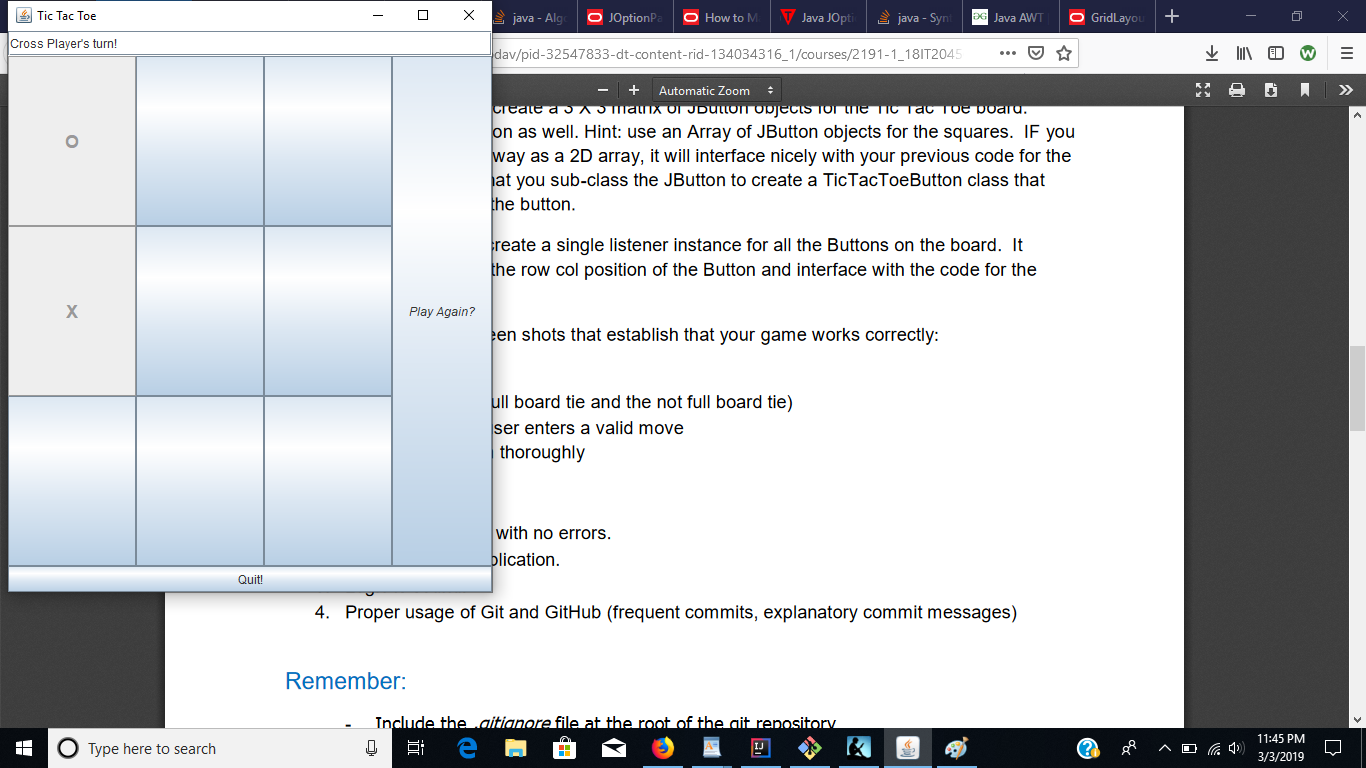 Tic Tac Toe
java - Algo
JOptionPa
How to M
Java JOpti
java - Syn
Java AWT
GridLayou
Cross Player's turn!
dav/pid-32547833-dt-content-rid-134034316_1/courses/2191-1_18IT2045
Automatic Zoom
O
X
Play Again?
Quit!
create a 3 X 3 matrix of JButton objects for the Tic Tac Toe board.
on as well. Hint: use an Array of JButton objects for the squares. IF you
way as a 2D array, it will interface nicely with your previous code for the
hat you sub-class the JButton to create a TicTacToeButton class that
the button.
create a single listener instance for all the Buttons on the board. It
the row col position of the Button and interface with the code for the
een shots that establish that your game works correctly:
ull board tie and the not full board tie)
ser enters a valid move
thoroughly
with no errors.
plication.
4. Proper usage of Git and GitHub (frequent commits, explanatory commit messages)
Remember:
- Include the .gitignore file at the root of the git repository
Type here to search
11:45 PM
3/3/2019